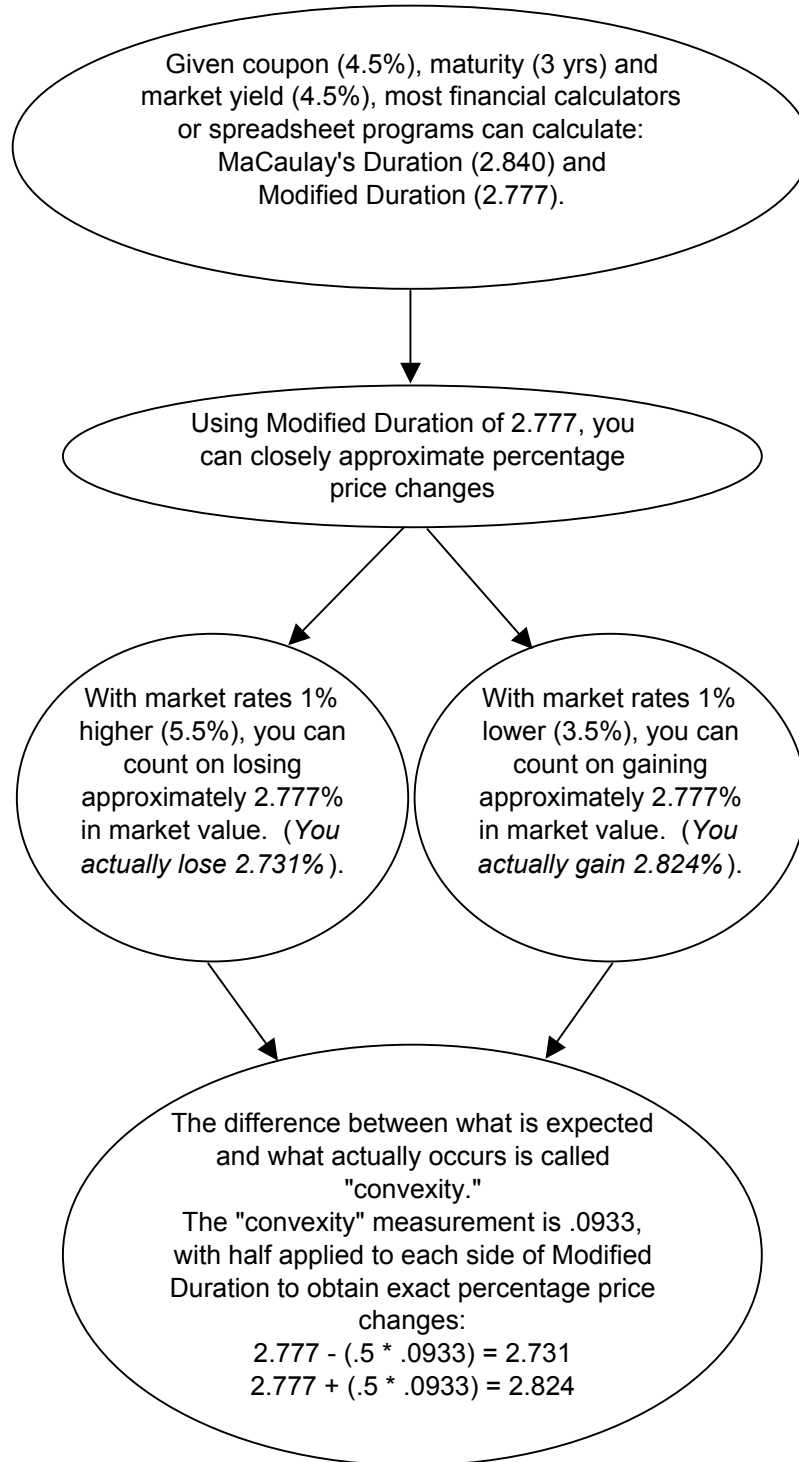 Given coupon (4.5%), maturity (3 yrs) and
market yield (4.5%), most financial calculators
or spreadsheet programs can calculate:
MaCaulay's Duration (2.840) and
Modified Duration (2.777).
Using Modified Duration of 2.777, you
can closely approximate percentage
price changes
With market rates 1%
higher (5.5%), you can
count on losing
approximately 2.777%
in market value.  (You
actually lose 2.731%).
With market rates 1%
lower (3.5%), you can
count on gaining
approximately 2.777%
in market value.  (You
actually gain 2.824%).
The difference between what is expected
and what actually occurs is called
"convexity."
The "convexity" measurement is .0933,
with half applied to each side of Modified
Duration to obtain exact percentage price
changes:
2.777 - (.5 * .0933) = 2.731
2.777 + (.5 * .0933) = 2.824